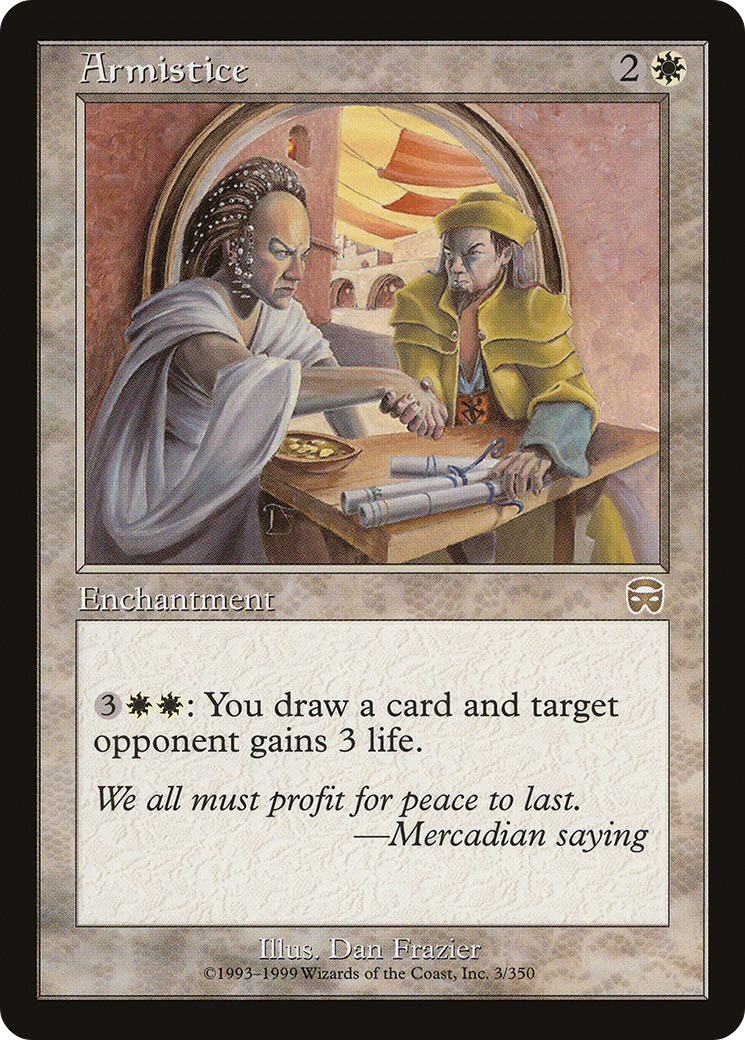 Armistice 2
Enchantment
3: You draw a card and target
opponent gains 3 life.
We all must profit for peace to last.
—Mercadian saying
Illus. Dan Frazier
©1993–1999 Wizards of the Coast, Inc. 3/350